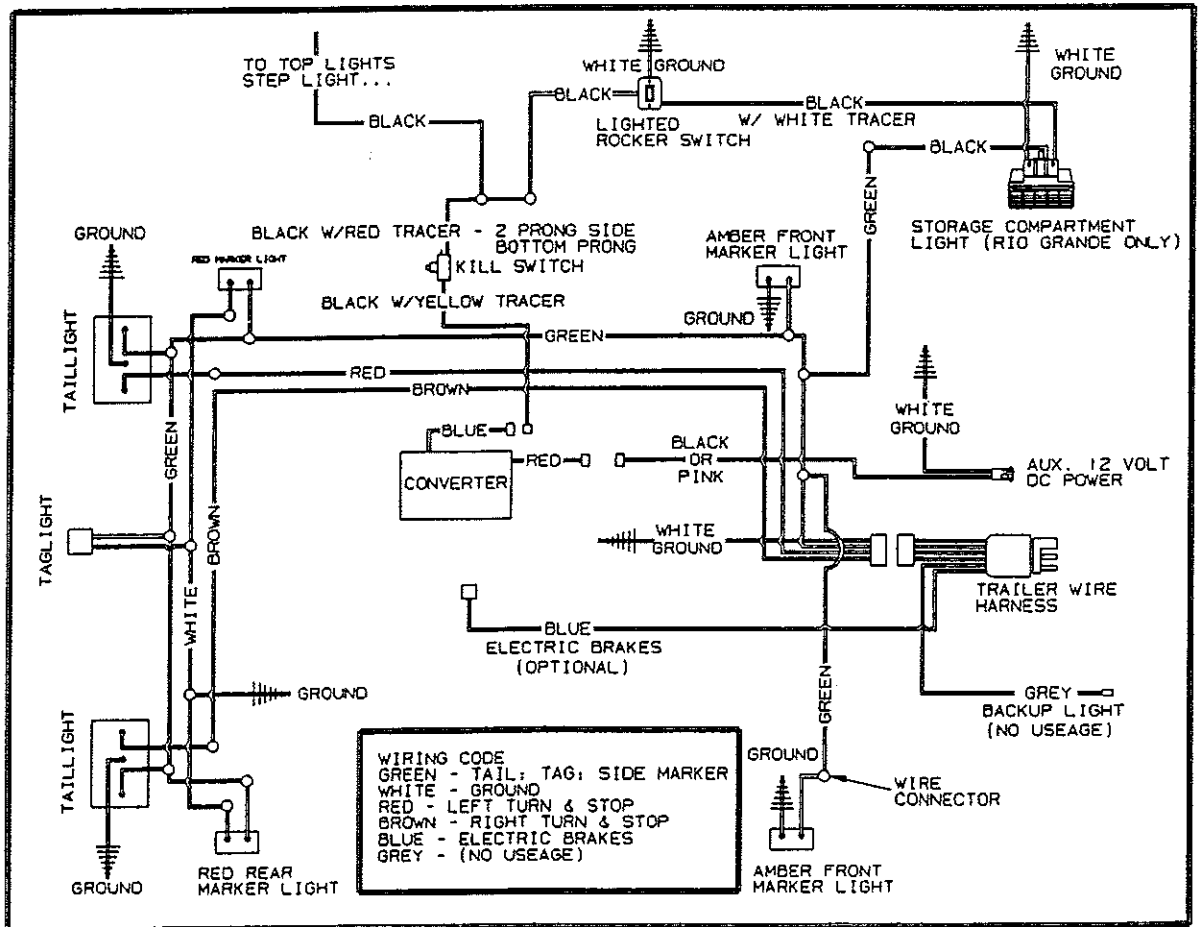 TO TOP LIGHTS
STEP LIGHT...
BLACK
WHITE GROUND
BLACK
LIGHTED
ROCKER SWITCH
BLACK
W/ WHITE TRACER
WHITE
GROUND
BLACK
GREEN
STORAGE COMPARTMENT
LIGHT (RIO GRANDE ONLY)
GROUND
RED MARKER LIGHT
BLACK W/RED TRACER - 2 PRONG SIDE
BOTTOM PRONG
KILL SWITCH
BLACK W/YELLOW TRACER
AMBER FRONT
MARKER LIGHT
GROUND
TAILLIGHT
GREEN
RED
BROWN
WHITE
GROUND
BLUE
CONVERTER
RED
BLACK
OR
PINK
AUX. 12 VOLT
DC POWER
GREEN
TAGLIGHT
BROWN
WHITE
WHITE
GROUND
TRAILER WIRE
HARNESS
BLUE
ELECTRIC BRAKES
(OPTIONAL)
GREEN
GROUND
GREY
BACKUP LIGHT
(NO USEAGE)
TAILLIGHT
GROUND
RED REAR
MARKER LIGHT
WIRING CODE
GREEN - TAIL; TAG; SIDE MARKER
WHITE - GROUND
RED - LEFT TURN & STOP
BROWN - RIGHT TURN & STOP
BLUE - ELECTRIC BRAKES
GREY - (NO USEAGE)
GROUND
WIRE
CONNECTOR
AMBER FRONT
MARKER LIGHT